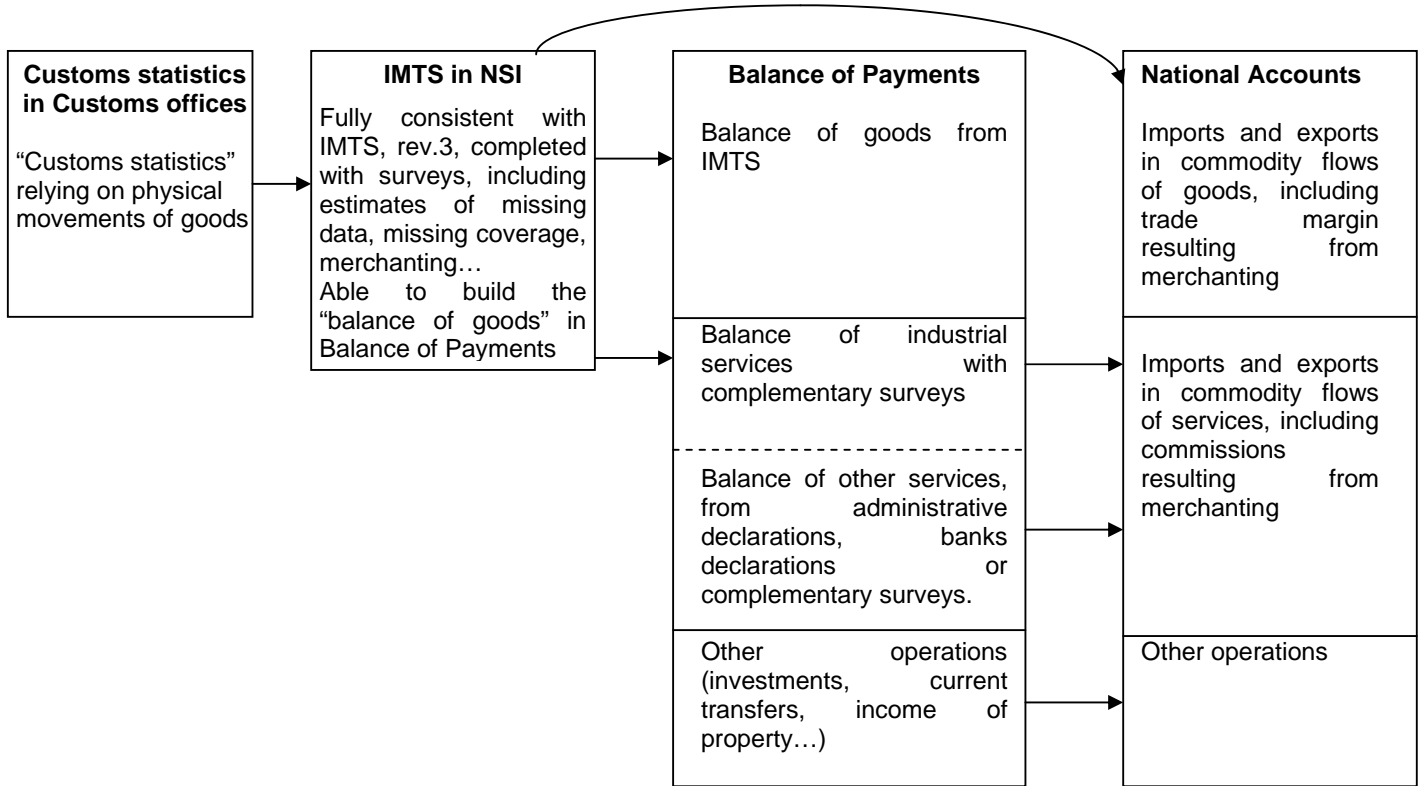 Customs statistics
in Customs offices
“Customs statistics”
relying on physical
movements of goods
IMTS in NSI
Fully consistent with
IMTS, rev.3, completed
with surveys, including
estimates of missing
data, missing coverage,
merchanting…
Able to build the
“balance of goods” in
Balance of Payments
Balance of Payments
Balance of goods from
IMTS
Balance of industrial
services with
complementary surveys
Balance of other services,
from administrative
declarations, banks
declarations or
complementary surveys.
Other operations
(investments, current
transfers, income of
property…)
National Accounts
Imports and exports
in commodity flows
of goods, including
trade margin
resulting from
merchanting
Imports and exports
in commodity flows
of services, including
commissions
resulting from
merchanting
Other operations